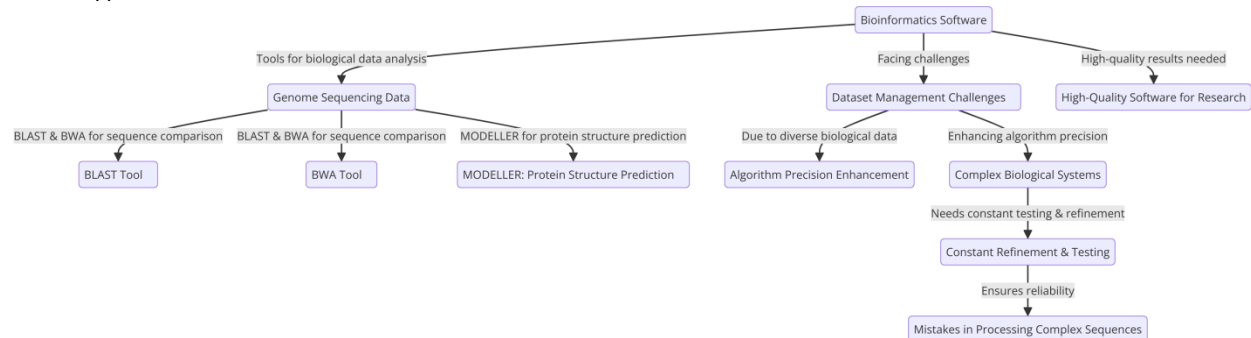 Bioinformatics Software
Tools for biological data analysis
Facing challenges
High-quality results needed
Genome Sequencing Data
Dataset Management Challenges
High-Quality Software for Research
BLAST & BWA for sequence comparison
BLAST & BWA for sequence comparison
MODELLER for protein structure prediction
Due to diverse biological data
Enhancing algorithm precision
BLAST Tool
BWA Tool
MODELLER: Protein Structure Prediction
Algorithm Precision Enhancement
Complex Biological Systems
Needs constant testing & refinement
Constant Refinement & Testing
Ensures reliability
Mistakes in Processing Complex Sequences